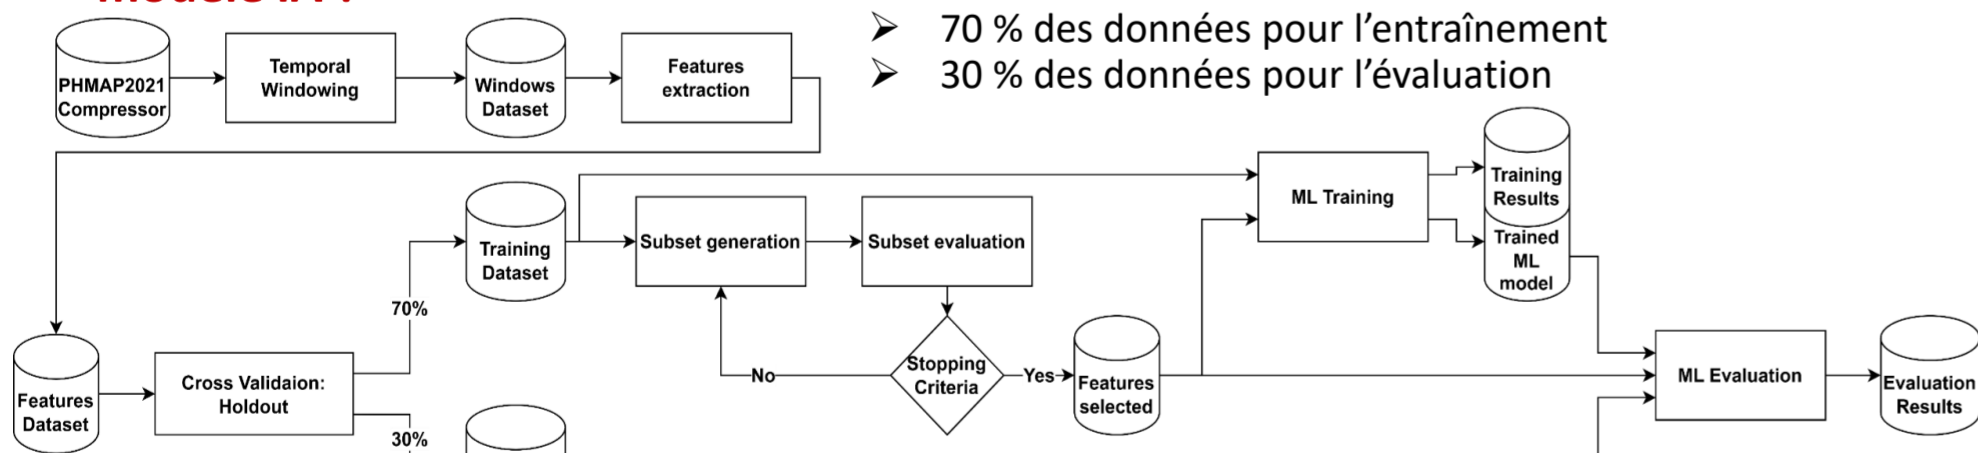 70 % des données pour l’entraînement
30 % des données pour l’évaluation
PHMAP2021
Compressor
Temporal
Windowing
Windows
Dataset
Features
extraction
Training
Dataset
Subset generation
Subset evaluation
ML Training
Training
Results
Trained
ML
model
70%
No
Stopping
Criteria
Yes
Features
selected
ML Evaluation
Evaluation
Results
Features
Dataset
Cross Validaion:
Holdout
30%